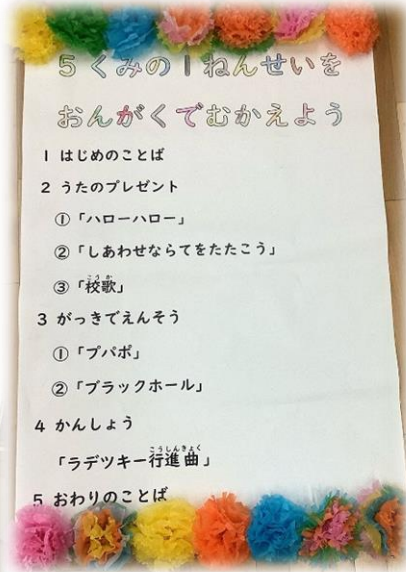 5くみの1ねんせいを
おんがくでむかえよう
1 はじめのことば
2 うたのプレゼント
①「ハローハロー」
②「しあわせならてをたたこう」
③「校歌」
3 がっきでえんそう
①「プパポ」
②「ブラックホール」
4 かんしょう
「ラデツキー行進曲」
5 おわりのことば